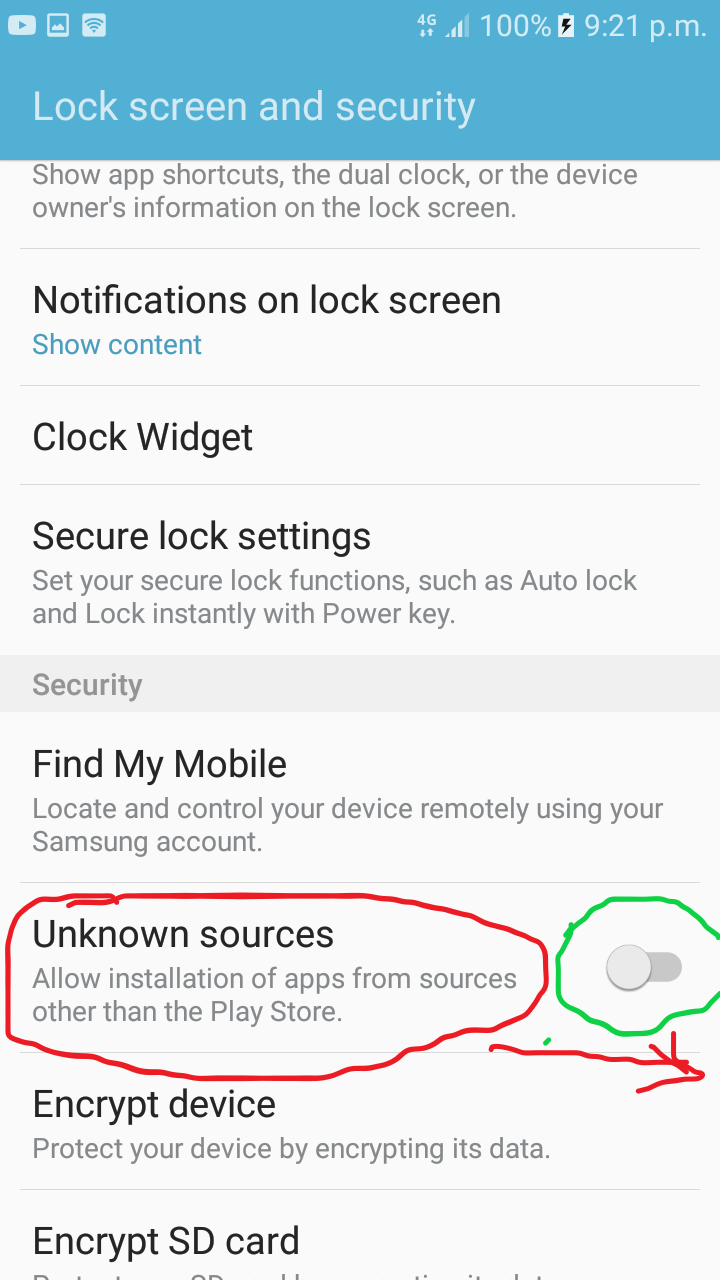 4G 100% 9:21 p.m.
Lock screen and security
Show app shortcuts, the dual clock, or the device
owner's information on the lock screen.
Notifications on lock screen
Show content
Clock Widget
Secure lock settings
Set your secure lock functions, such as Auto lock
and Lock instantly with Power key.
Security
Find My Mobile
Locate and control your device remotely using your
Samsung account.
Unknown sources
Allow installation of apps from sources
other than the Play Store.
Encrypt device
Protect your device by encrypting its data.
Encrypt SD card